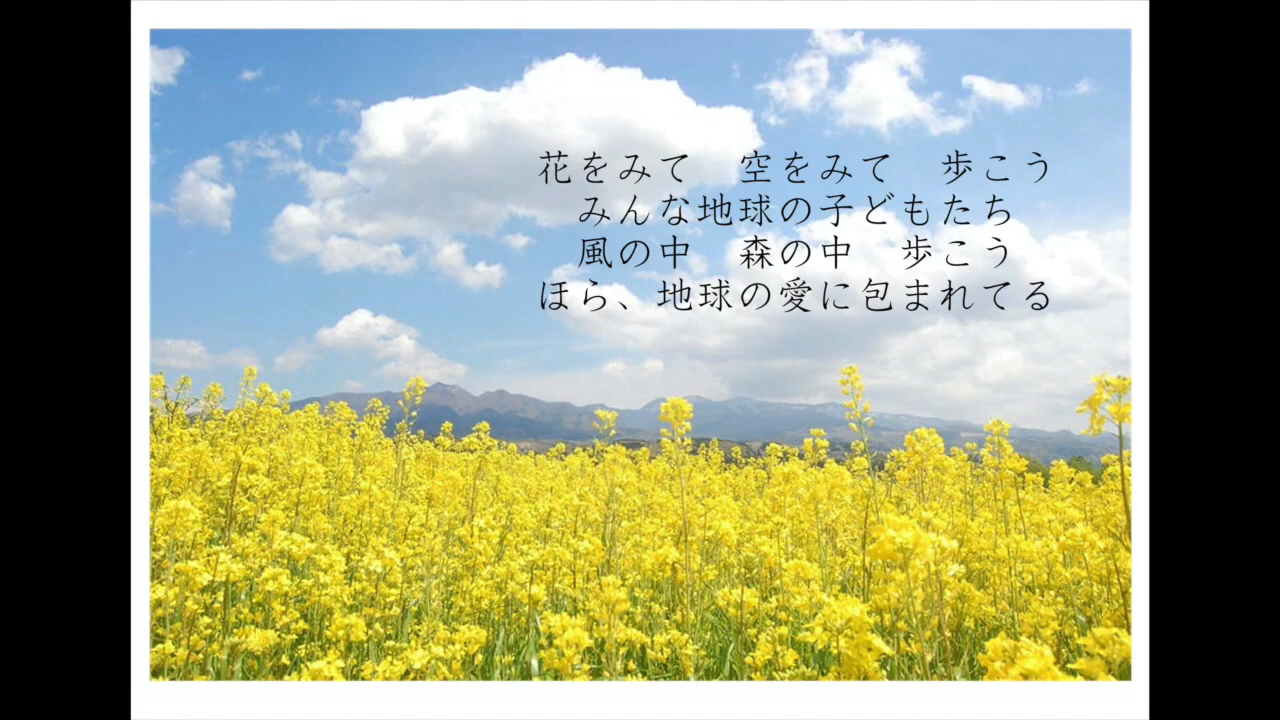 花をみて　空をみて　歩こう
みんな地球の子どもたち
風の中　森の中　歩こう
ほら、地球の愛に包まれてる